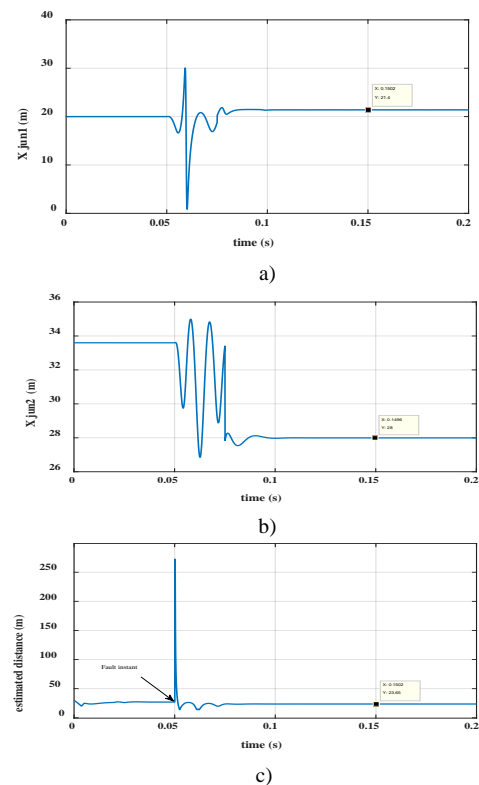 40
30
20
10
0
X jun1 (m)
X: 0.1502
Y: 21.4
0 0.05 0.1 0.15 0.2
time (s)
a)
36
34
32
30
28
26
X jun2 (m)
X: 0.1496
Y: 28
0 0.05 0.1 0.15 0.2
time (s)
b)
250
200
150
100
50
0
estimated distance (m)
Fault instant
X: 0.1502
Y: 23.65
0 0.05 0.1 0.15 0.2
time (s)
c)